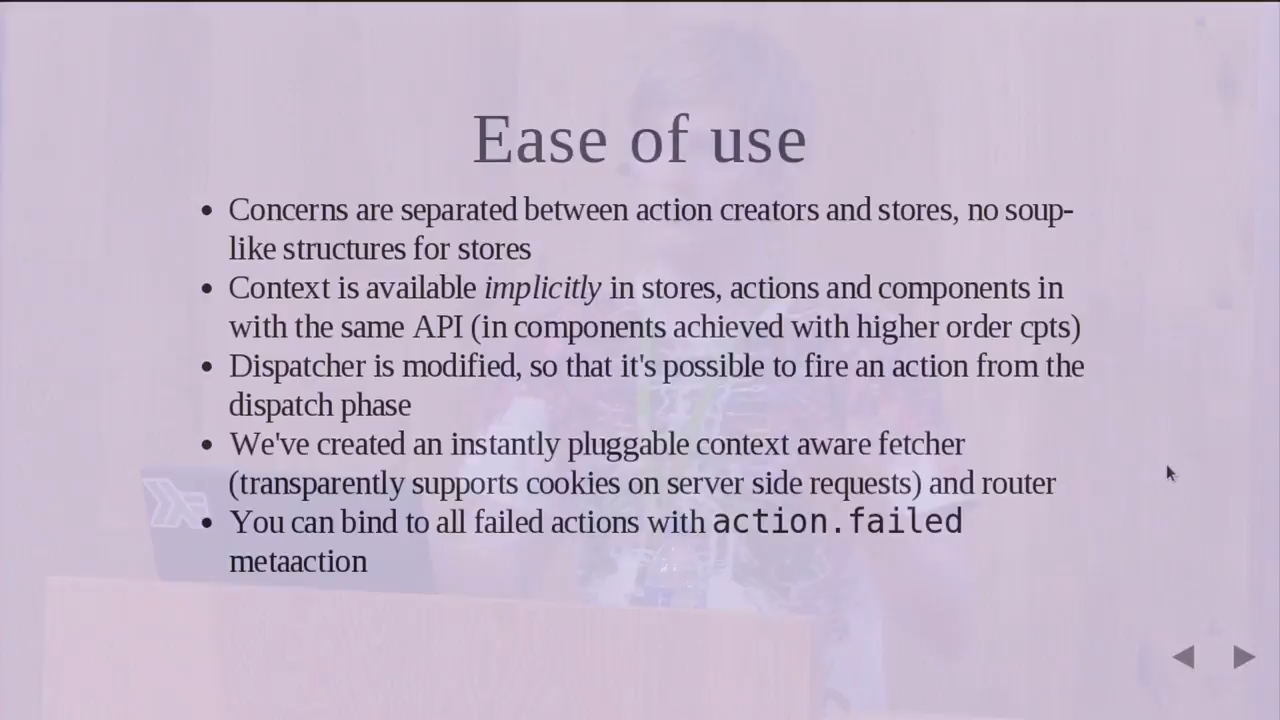 Ease of use
• Concerns are separated between action creators and stores, no soup-
like structures for stores
• Context is available implicitly in stores, actions and components in
with the same API (in components achieved with higher order cpts)
• Dispatcher is modified, so that it's possible to fire an action from the
dispatch phase
• We've created an instantly pluggable context aware fetcher
(transparently supports cookies on server side requests) and router
• You can bind to all failed actions with action.failed
metaaction